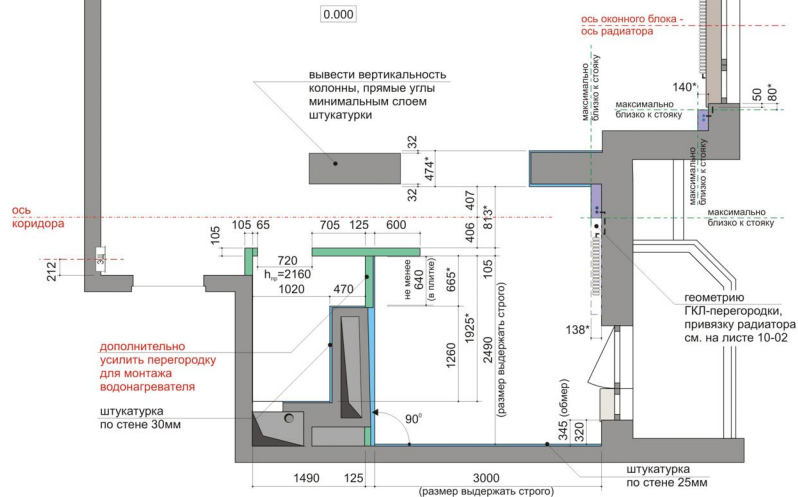 0.000
ось оконного блока -
ось радиатора
вывести вертикальность
колонны, прямые углы
минимальным слоем
штукатурки
максимально
близко к стояку
140*
50
80*
максимально
близко к стояку
32
474*
32
максимально
близко к стояку
максимально
близко к стояку
407
813*
406
ось
коридора
105 65
705 125 600
105
720
hпр=2160
1020 470
не менее
640
(в плитке)
665*
105
212
ЭЩ
1925*
1260
2490
(размер выдержать строго)
138*
геометрию
ГКЛ-перегородки,
привязку радиатора
см. на листе 10-02
дополнительно
усилить перегородку
для монтажа
водонагревателя
штукатурка
по стене 30мм
90⁰
345 (обмер)
320
1490 125 3000
(размер выдержать строго)
штукатурка
по стене 25мм